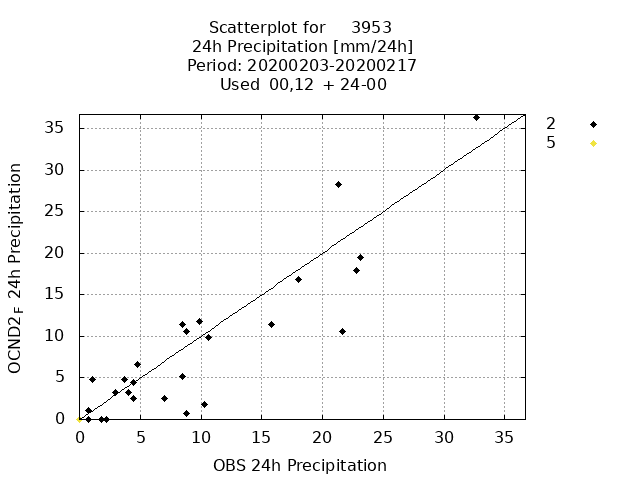 Scatterplot for 3953
24h Precipitation [mm/24h]
Period: 20200203-20200217
Used 00,12 + 24-00
2
5
OCND2F 24h Precipitation
35
30
25
20
15
10
5
0
0 5 10 15 20 25 30 35
OBS 24h Precipitation